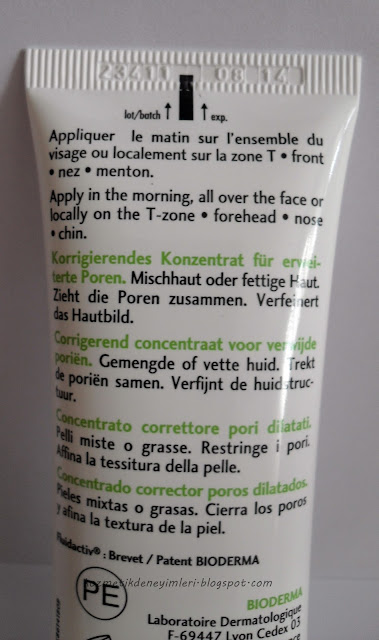 23411 08 14
lot/batch ↑ ↑ exp.
Appliquer le matin sur l'ensemble du
visage ou localement sur la zone T • front
• nez • menton.
Apply in the morning, all over the face or
locally on the T-zone • forehead • nose
• chin.
Korrigierendes Konzentrat für erwei-
terte Poren. Mischhaut oder fettige Haut.
Zieht die Poren zusammen. Verfeinert
das Hautbild.
Corrigerend concentraat voor verwijde
poriën. Gemengde of vette huid. Trekt
de poriën samen. Verfijnt de huidstruc-
tuur.
Concentrato correttore pori dilatati.
Pelli miste o grasse. Restringe i pori.
Affina la tessitura della pelle.
Concentrado corrector poros dilatados.
Pieles mixtas o grasas. Cierra los poros
y afina la textura de la piel.
Fluidactiv® : Brevet / Patent BIODERMA
kozmetikdeneyimleri.blogspot.com
PE
BIODERMA
Laboratoire Dermatologique
F-69447 Lyon Cedex 03